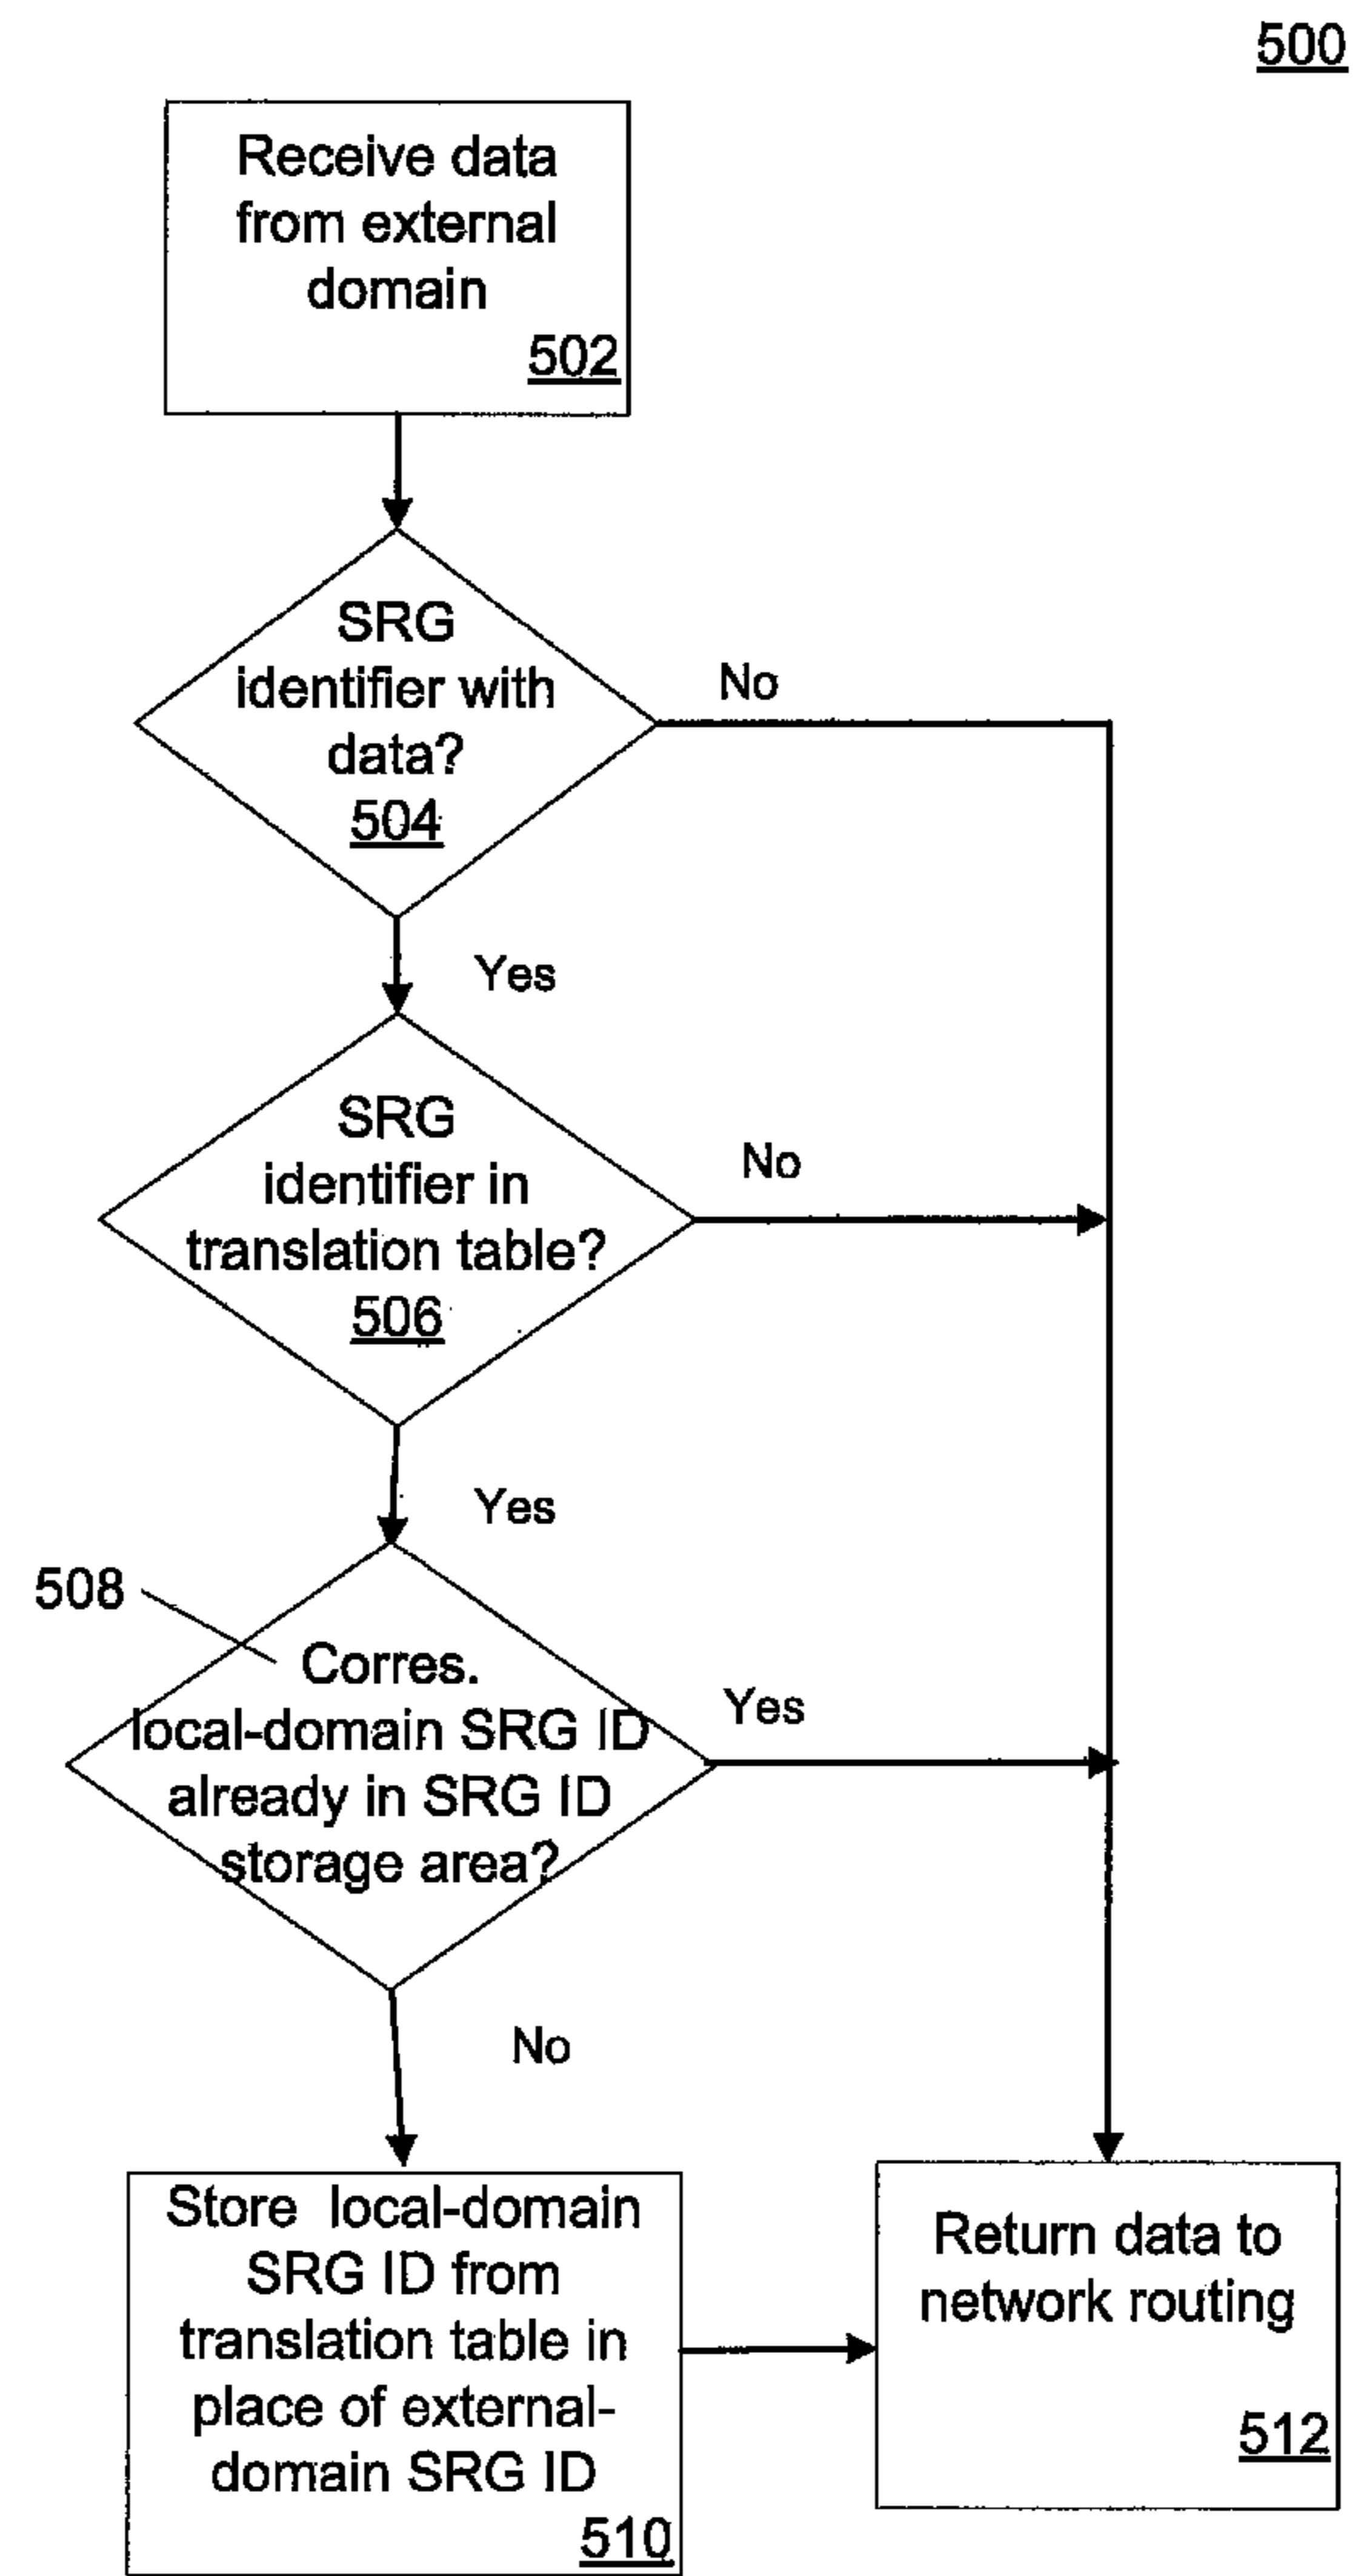 500
Receive data
from external
domain
502
SRG
identifier with
data?
504
No
Yes
SRG
identifier in
translation table?
506
No
Yes
508
Corres.
local-domain SRG ID
already in SRG ID
storage area?
Yes
No
Store local-domain
SRG ID from
translation table in
place of external-
domain SRG ID
510
Return data to
network routing
512